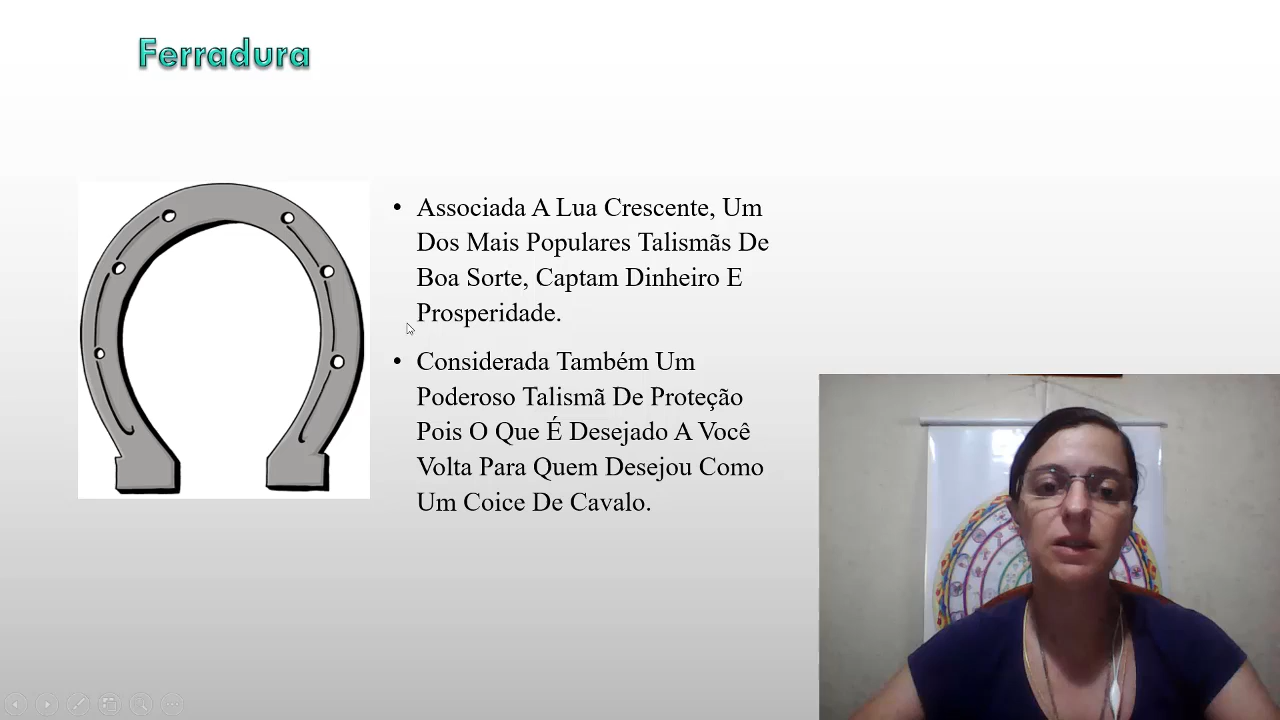 Ferradura
• Associada A Lua Crescente, Um
Dos Mais Populares Talismãs De
Boa Sorte, Captam Dinheiro E
Prosperidade.
• Considerada Também Um
Poderoso Talismã De Proteção
Pois O Que É Desejado A Você
Volta Para Quem Desejou Como
Um Coice De Cavalo.